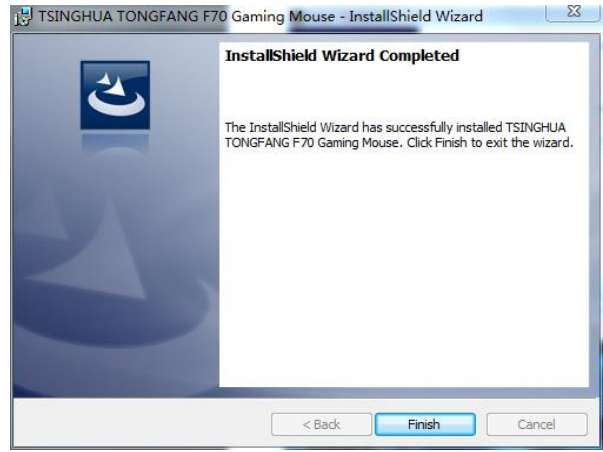 TSINGHUA TONGFANG F70 Gaming Mouse - InstallShield Wizard
InstallShield Wizard Completed
The InstallShield Wizard has successfully installed TSINGHUA
TONGFANG F70 Gaming Mouse. Click Finish to exit the wizard.
< Back
Finish
Cancel